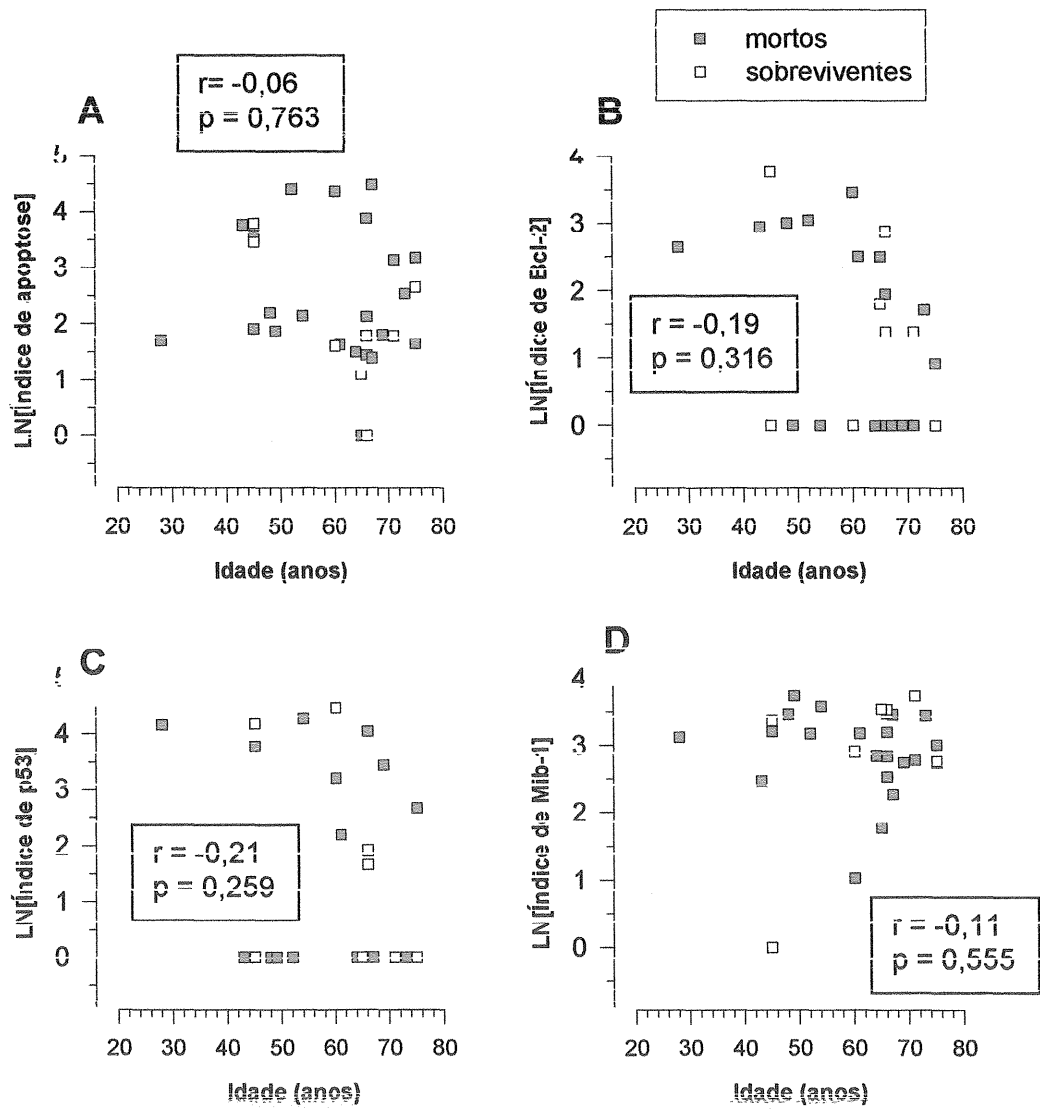 mortos
sobreviventes
A
r= -0,06
p = 0,763
LN[índice de apoptose]
5
4
3
2
1
0
20 30 40 50 60 70 80
Idade (anos)
B
r = -0,19
p = 0,316
LN[índice de Bcl-2]
4
3
2
1
0
20 30 40 50 60 70 80
Idade (anos)
C
r = -0,21
p = 0,259
LN[índice de p53]
4
3
2
1
0
20 30 40 50 60 70 80
Idade (anos)
D
r = -0,11
p = 0,555
LN[índice de Mib-1]
4
3
2
1
0
20 30 40 50 60 70 80
Idade (anos)